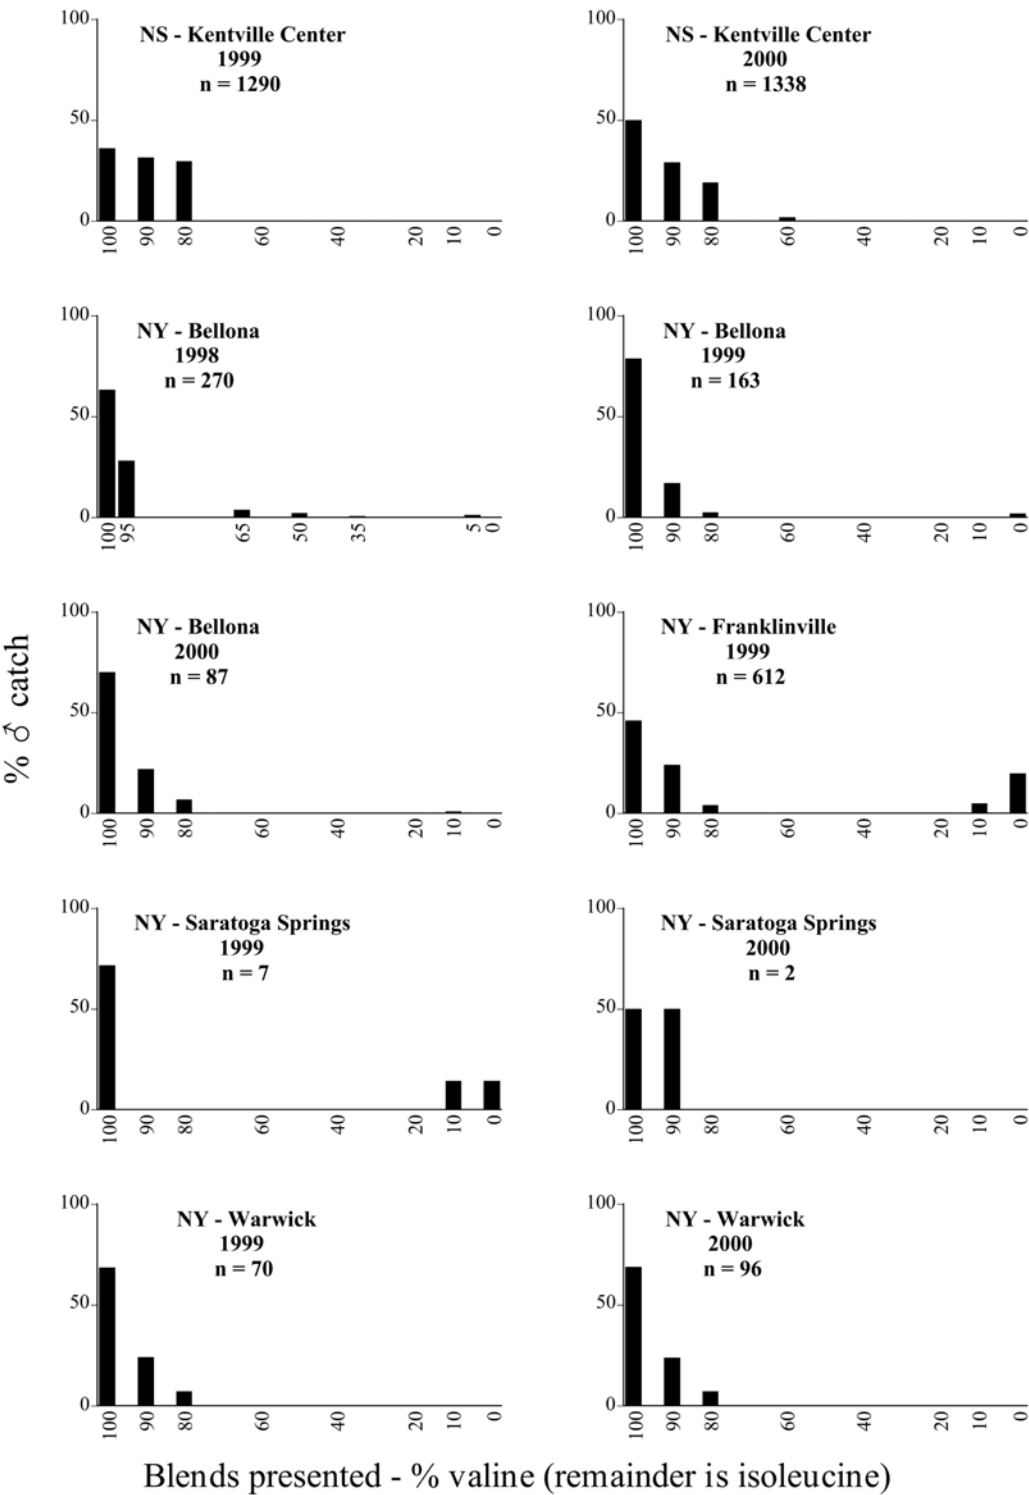 100
50
0
NS - Kentville Center
1999
n = 1290
100 90 80 60 40 20 10 0
100
50
0
NS - Kentville Center
2000
n = 1338
100 90 80 60 40 20 10 0
100
50
0
NY - Bellona
1998
n = 270
100 95 65 50 35 5 0
100
50
0
NY - Bellona
1999
n = 163
100 90 80 60 40 20 10 0
% ♂ catch
100
50
0
NY - Bellona
2000
n = 87
100 90 80 60 40 20 10 0
100
50
0
NY - Franklinville
1999
n = 612
100 90 80 60 40 20 10 0
100
50
0
NY - Saratoga Springs
1999
n = 7
100 90 80 60 40 20 10 0
100
50
0
NY - Saratoga Springs
2000
n = 2
100 90 80 60 40 20 10 0
100
50
0
NY - Warwick
1999
n = 70
100 90 80 60 40 20 10 0
100
50
0
NY - Warwick
2000
n = 96
100 90 80 60 40 20 10 0
Blends presented - % valine (remainder is isoleucine)